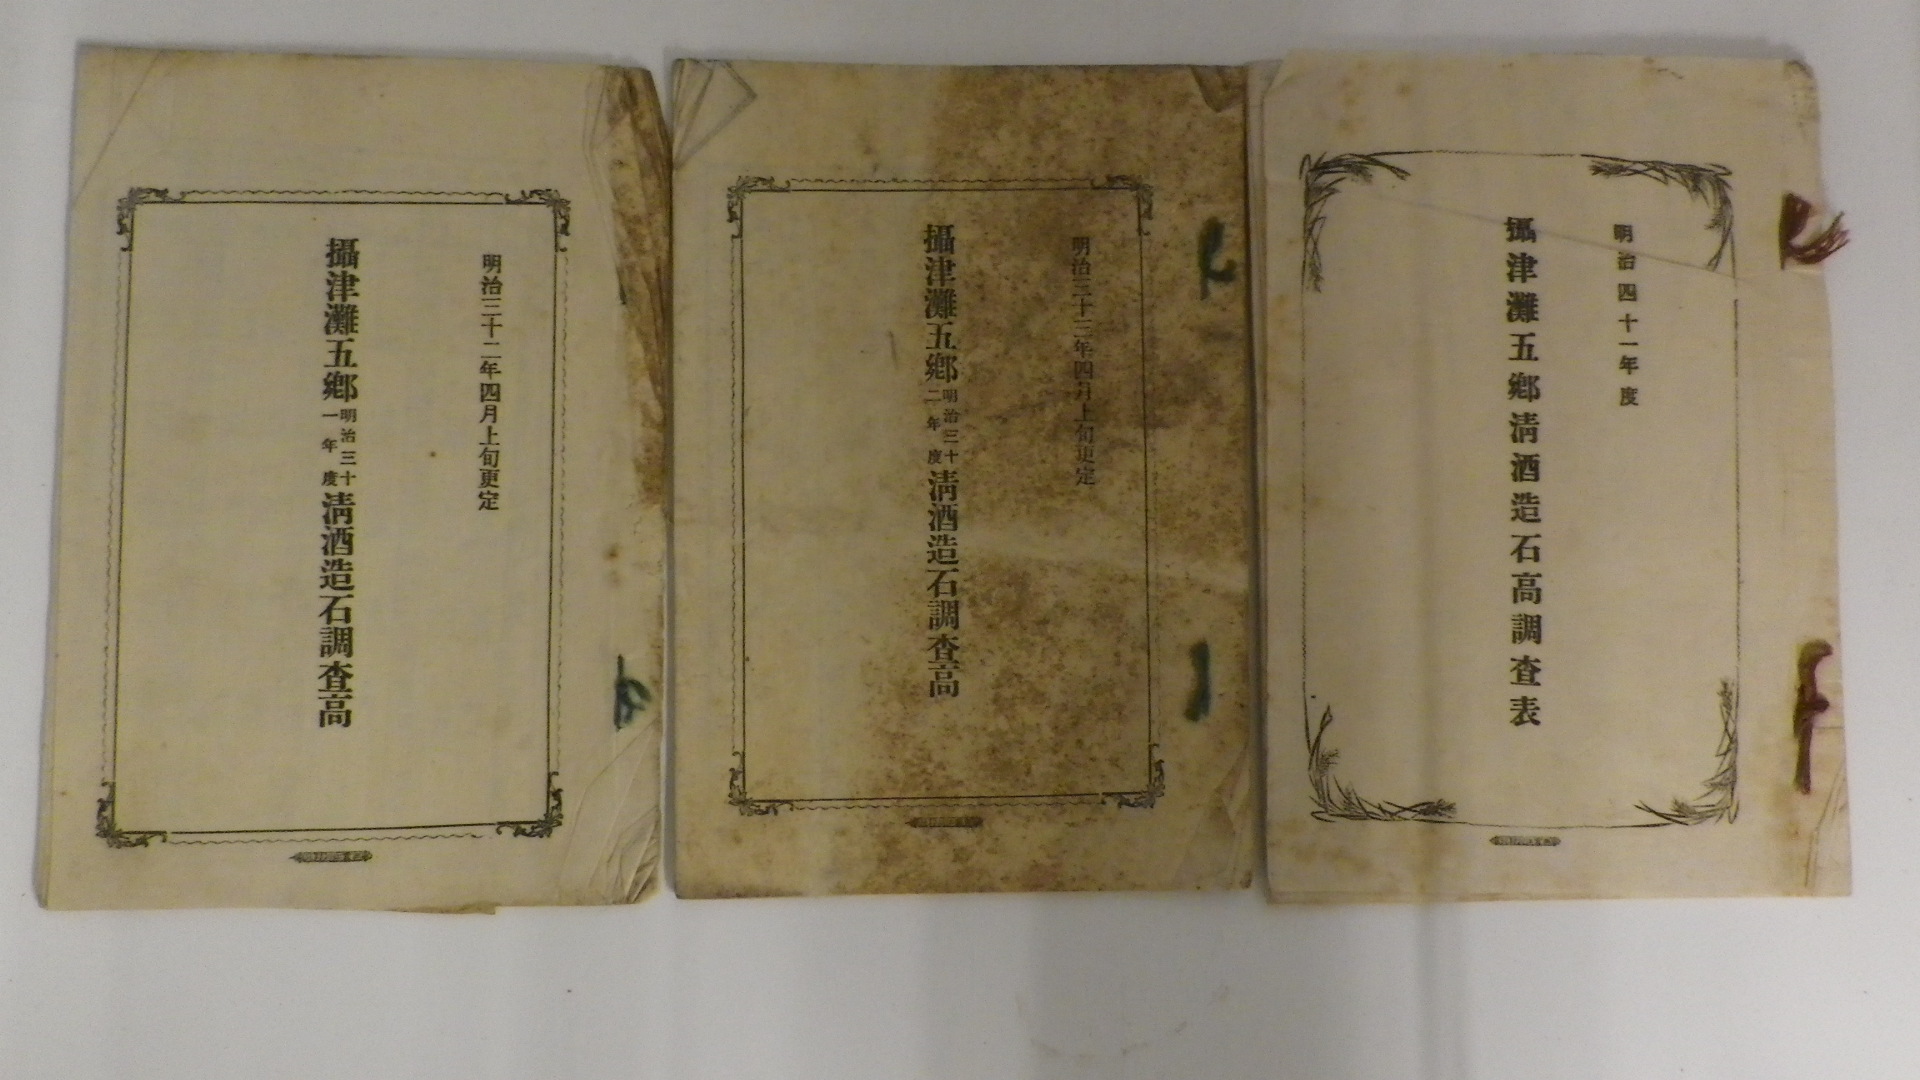 明治三十二年四月上旬更定
攝津灘五鄕明治三十一年度淸酒造石調査高
明治三十三年四月上旬更定
攝津灘五鄕明治三十二年度淸酒造石調査高
明治四十一年度
攝津灘五鄕淸酒造石高調查表